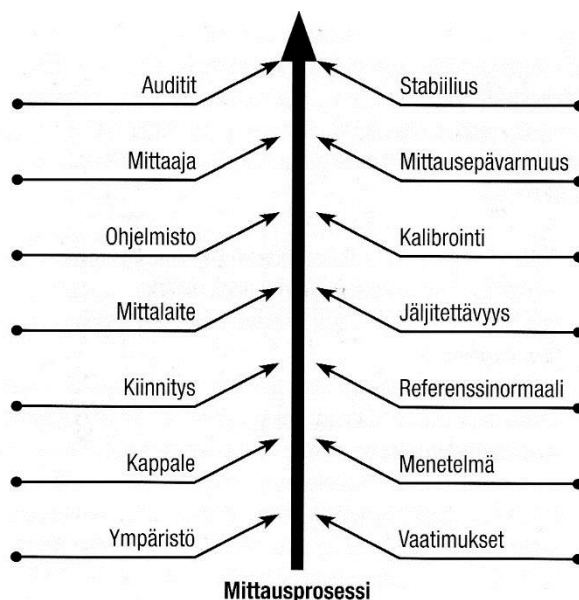 Auditit
Stabiilius
Mittaaja
Mittausepävarmuus
Ohjelmisto
Kalibrointi
Mittalaite
Jäljitettävyys
Kiinnitys
Referenssinormaali
Kappale
Menetelmä
Ympäristö
Vaatimukset
Mittausprosessi